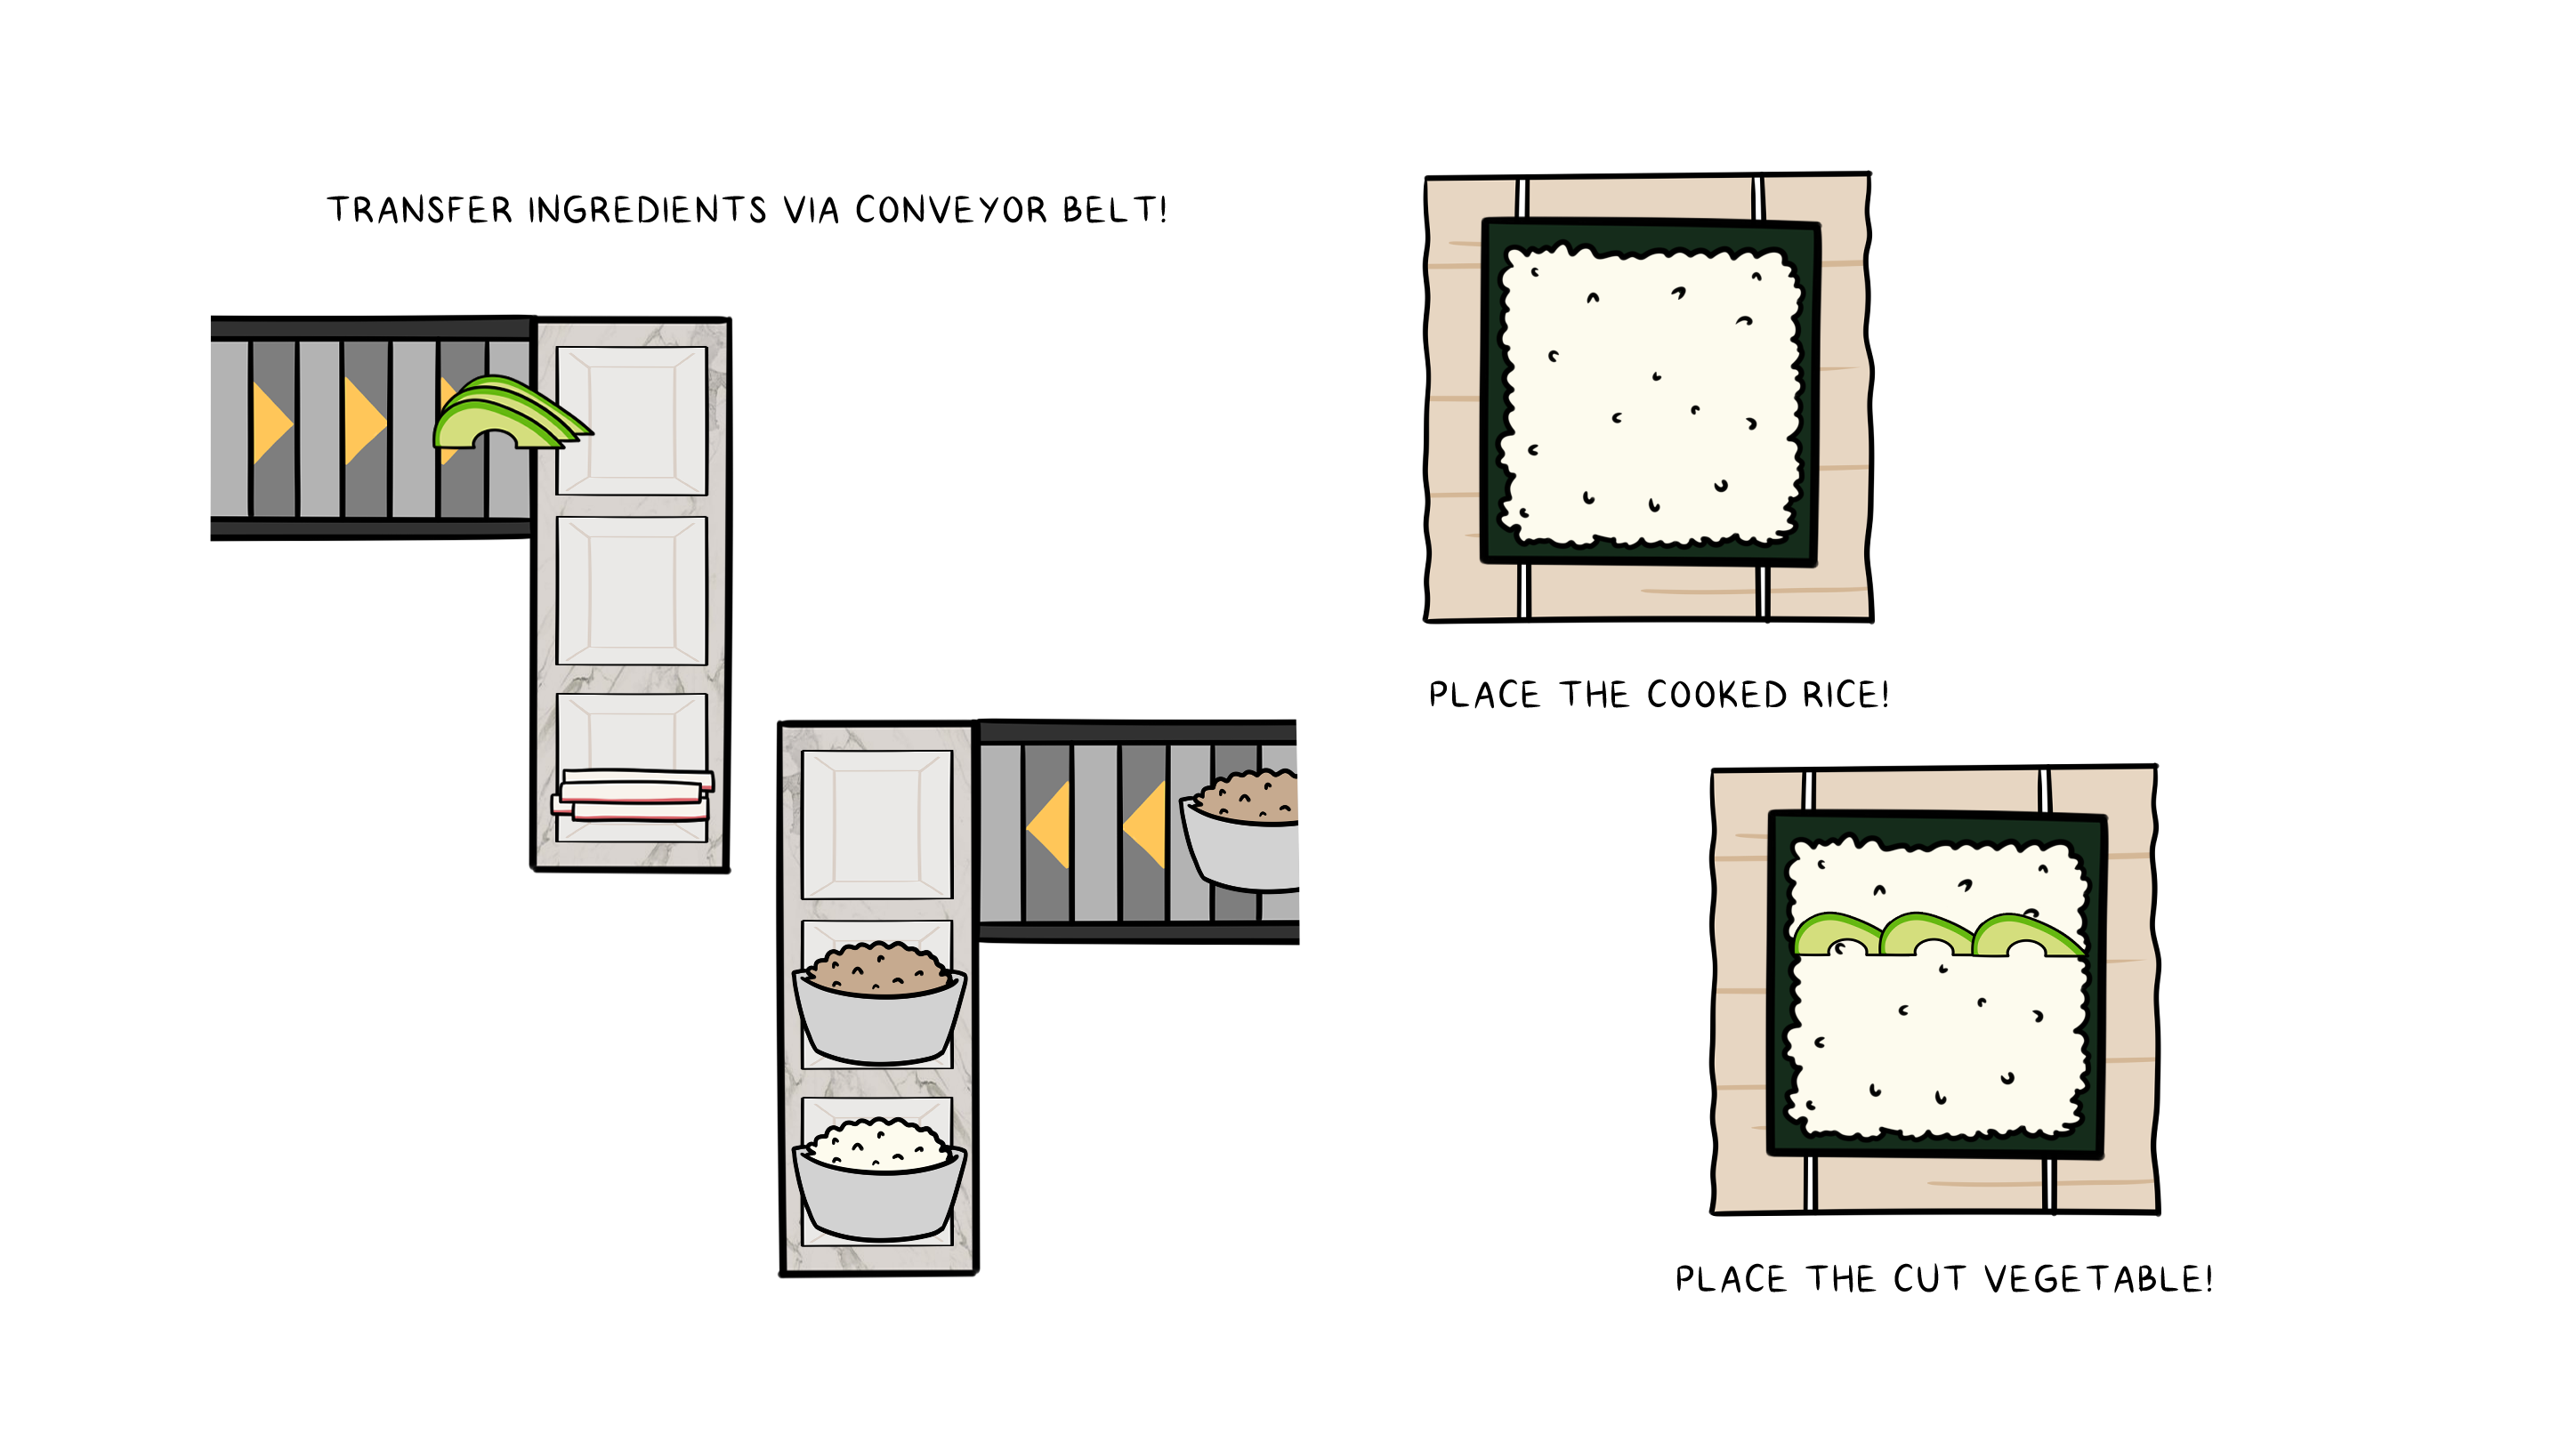 TRANSFER INGREDIENTS VIA CONVEYOR BELT!
PLACE THE COOKED RICE!
PLACE THE CUT VEGETABLE!